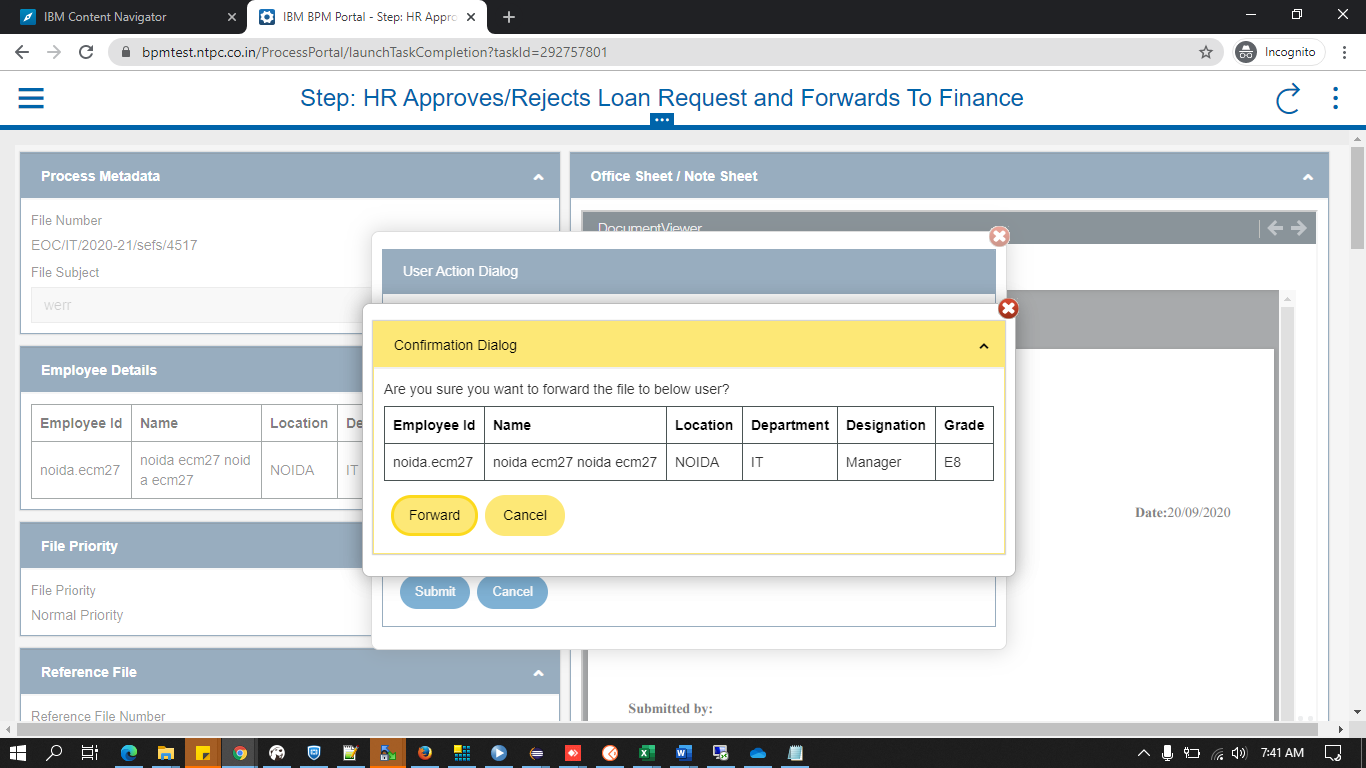 IBM Content Navigator
IBM BPM Portal - Step: HR Appro
bpmtest.ntpc.co.in/ProcessPortal/launchTaskCompletion?taskId=292757801
Incognito
Step: HR Approves/Rejects Loan Request and Forwards To Finance
Process Metadata
File Number
EOC/IT/2020-21/sefs/4517
File Subject
werr
Employee Details
Employee Id Name Location De
noida.ecm27 noida ecm27 noid NOIDA IT
a ecm27
File Priority
File Priority
Normal Priority
Reference File
Reference File Number
Office Sheet / Note Sheet
DocumentViewer
Date:20/09/2020
Submitted by:
User Action Dialog
Confirmation Dialog
Are you sure you want to forward the file to below user?
Employee Id Name Location Department Designation Grade
noida.ecm27 noida ecm27 noida ecm27 NOIDA IT Manager E8
Forward Cancel
Submit Cancel
7:41 AM